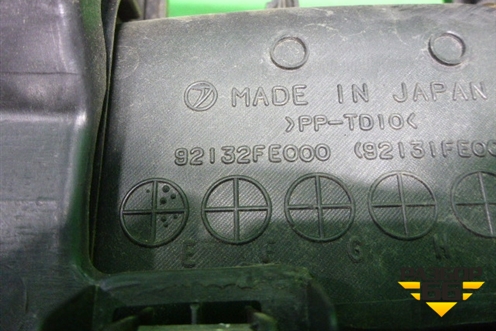 MADE IN JAPAN
>PP-TD10<
92132FE000 (92131FE00
E F G H